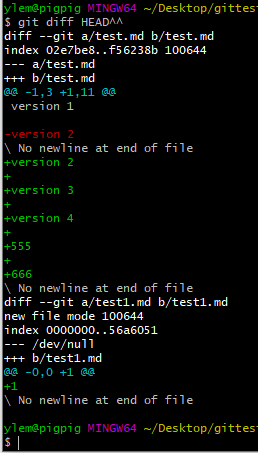 ylem@pigpig MINGW64 ~/Desktop/gittes
$ git diff HEAD^^
diff --git a/test.md b/test.md
index 02e7be8..f56238b 100644
--- a/test.md
+++ b/test.md
@@ -1,3 +1,11 @@
 version 1

-version 2
\ No newline at end of file
+version 2
+
+version 3
+
+version 4
+
+555
+
+666
\ No newline at end of file
diff --git a/test1.md b/test1.md
new file mode 100644
index 0000000..56a6051
--- /dev/null
+++ b/test1.md
@@ -0,0 +1 @@
+1
\ No newline at end of file

ylem@pigpig MINGW64 ~/Desktop/gittes
$